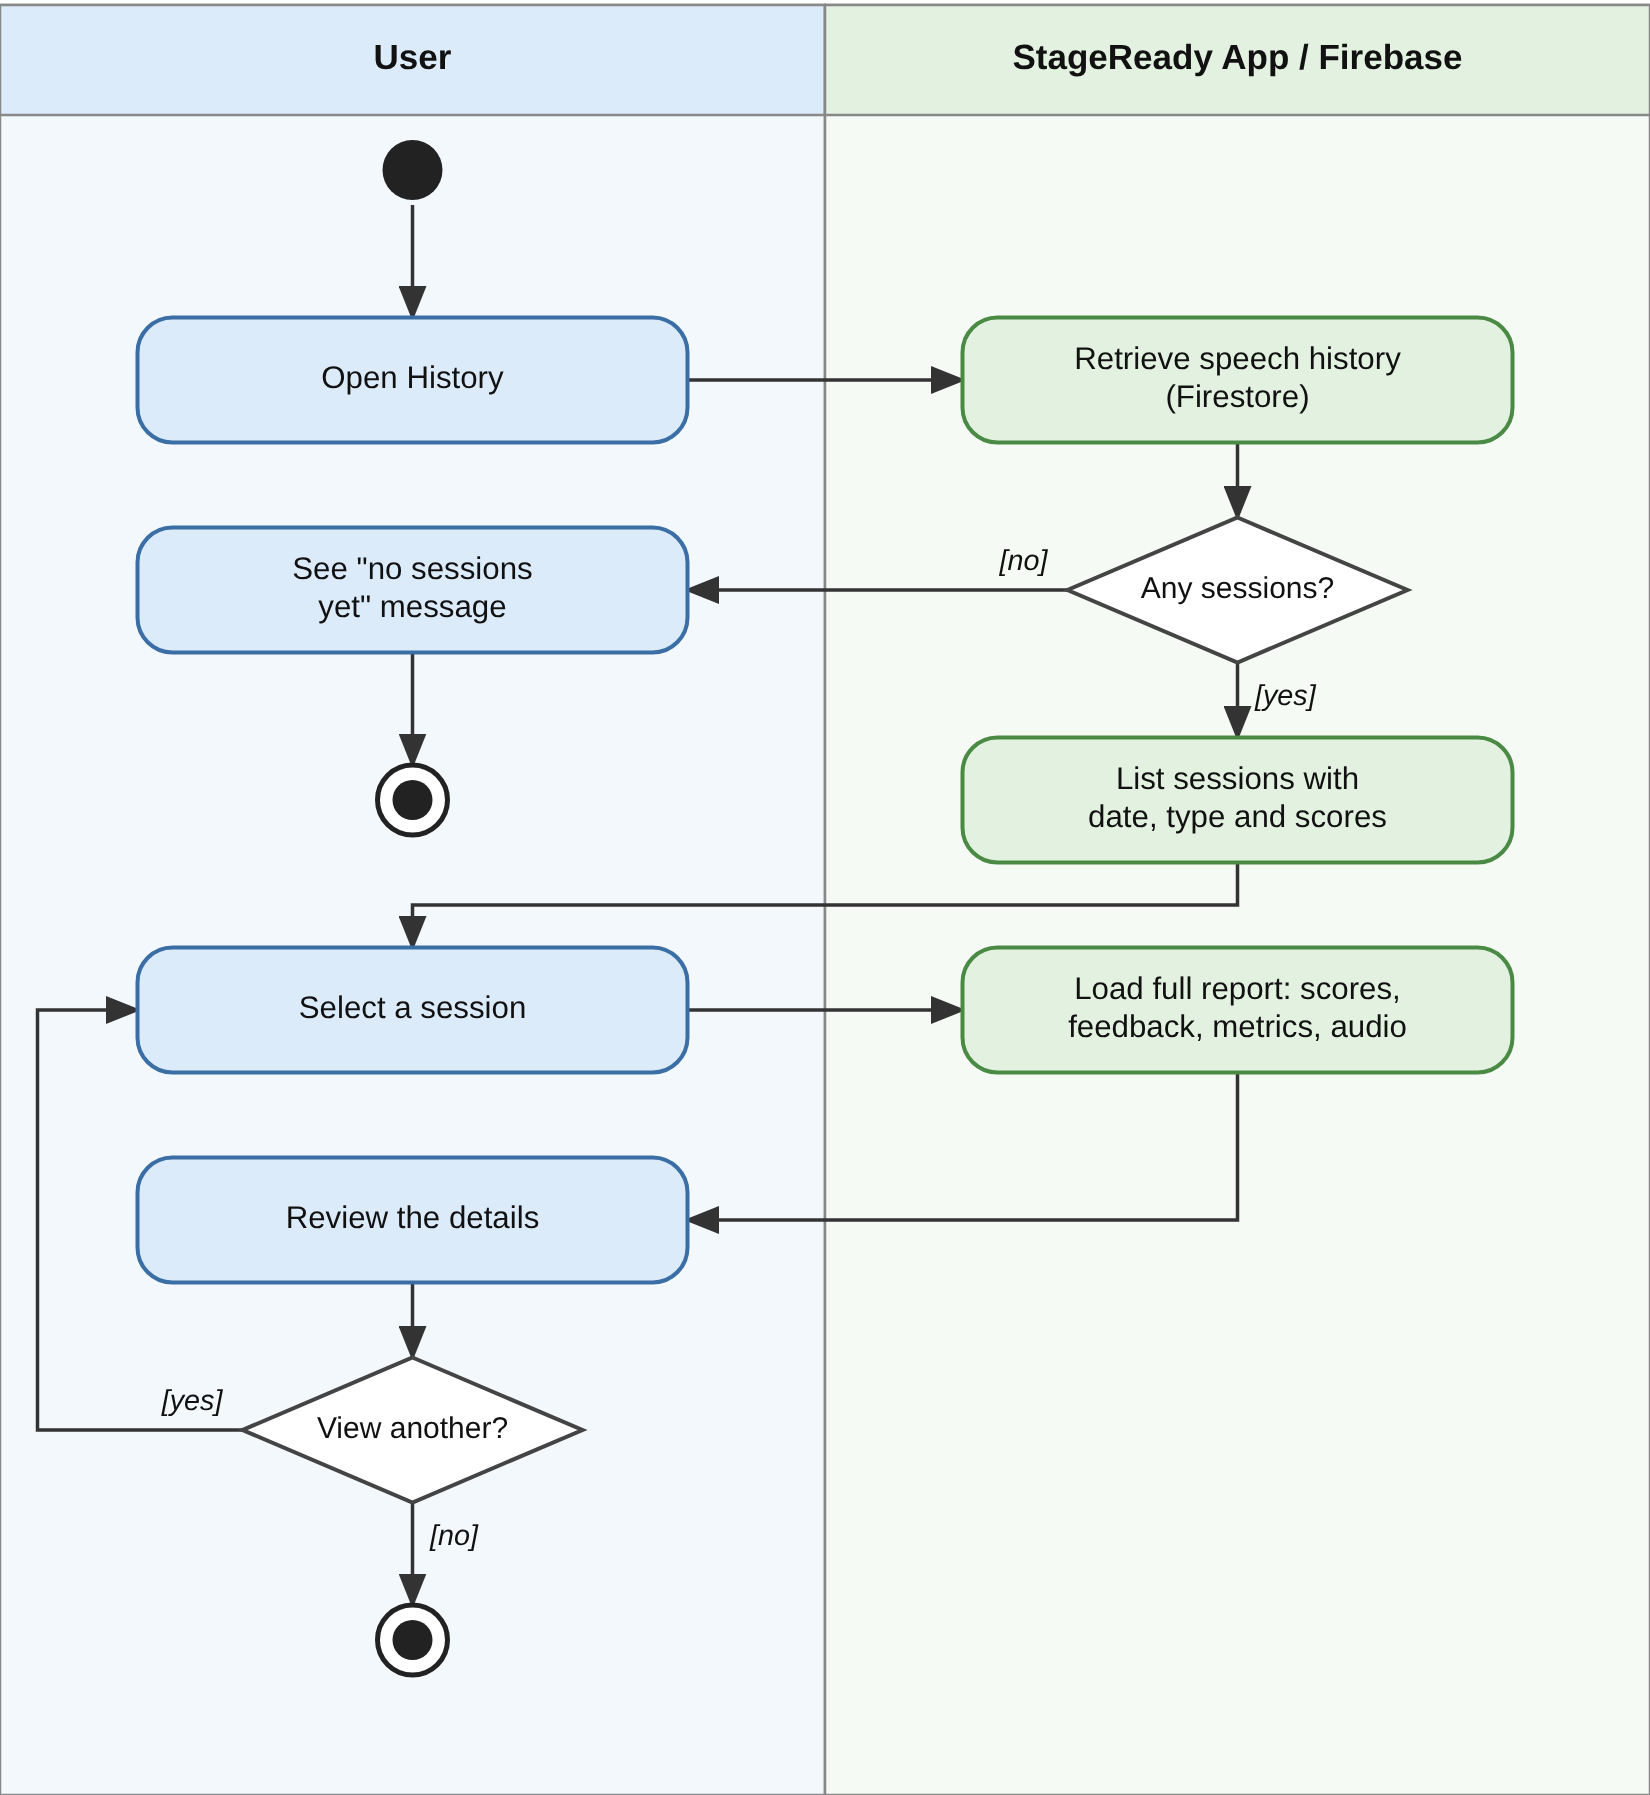 User
StageReady App / Firebase
Open History
Retrieve speech history
(Firestore)
See "no sessions
yet" message
[no]
Any sessions?
[yes]
List sessions with
date, type and scores
Select a session
Load full report: scores,
feedback, metrics, audio
Review the details
[yes]
View another?
[no]